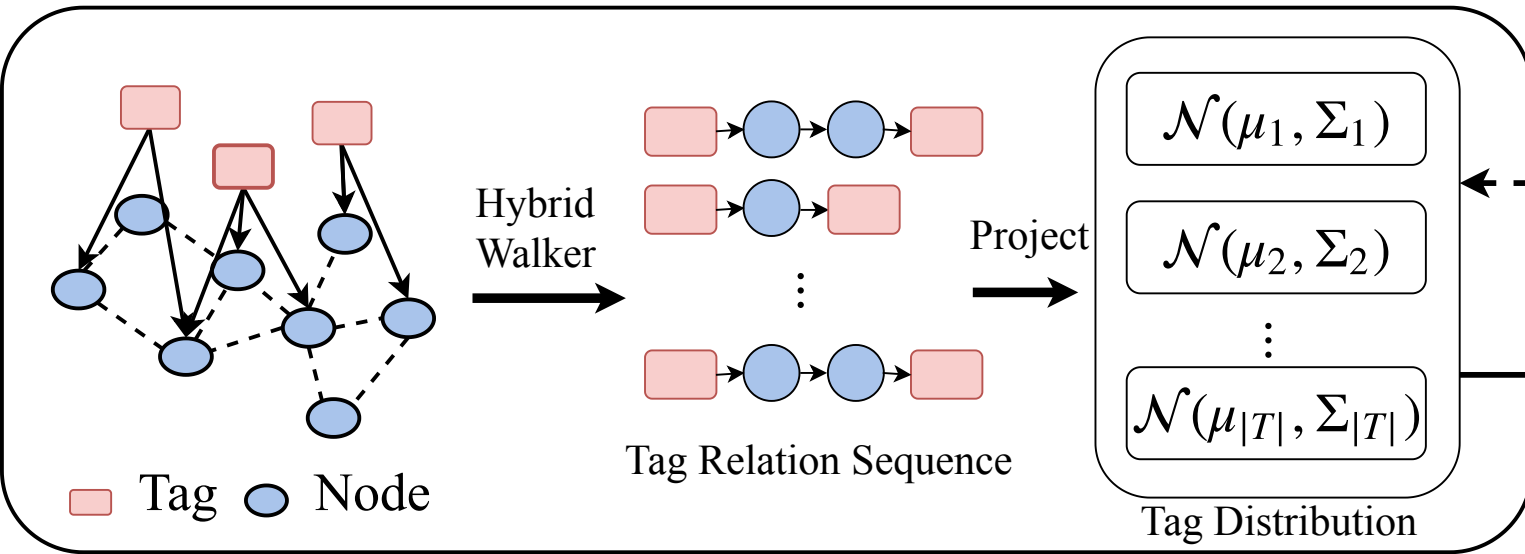 Hybrid
Walker
Project
𝒩(μ₁, Σ₁)
𝒩(μ₂, Σ₂)
⋮
⋮
𝒩(μ|T|, Σ|T|)
Tag Relation Sequence
Tag Node
Tag Distribution